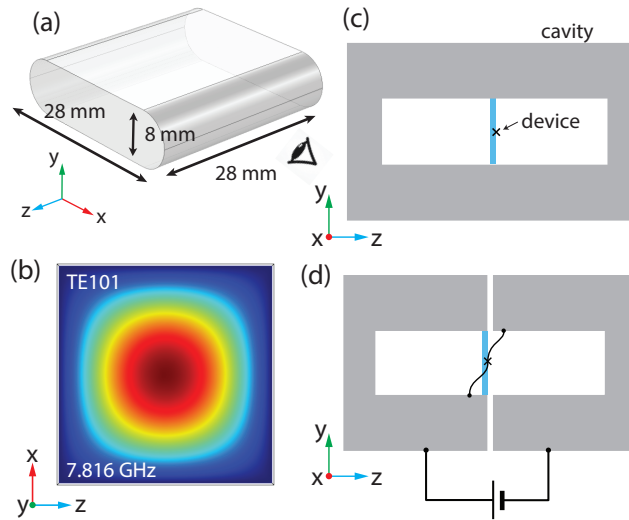 (a)
28 mm
8 mm
28 mm
y
z
x
(b)
TE101
7.816 GHz
x
y
z
(c)
cavity
device
y
x
z
(d)
y
x
z